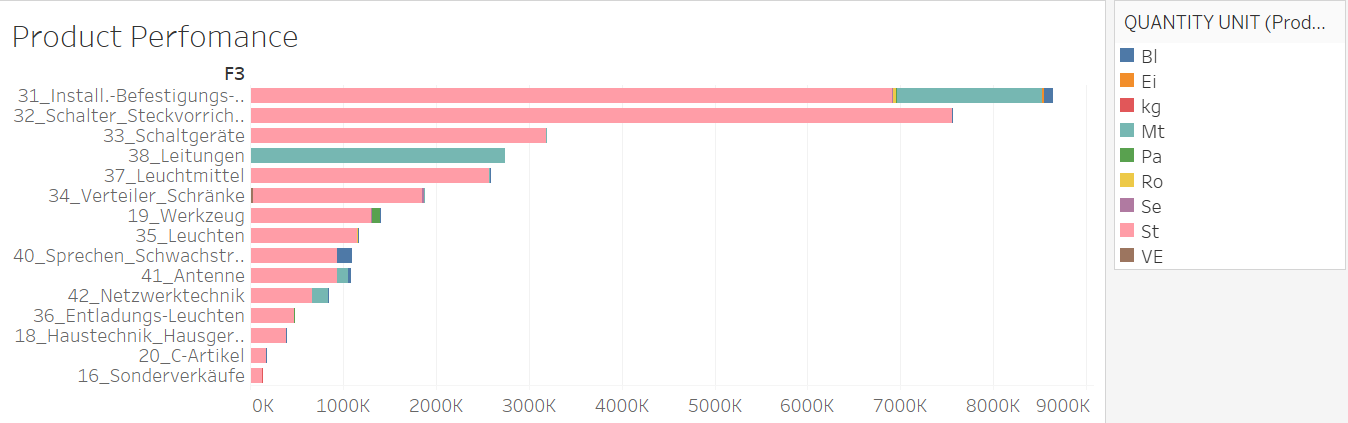 Product Perfomance
QUANTITY UNIT (Prod...
F3
31_Install.-Befestigungs-..
32_Schalter_Steckvorrich..
33_Schaltgeräte
38_Leitungen
37_Leuchtmittel
34_Verteiler_Schränke
19_Werkzeug
35_Leuchten
40_Sprechen_Schwachstr..
41_Antenne
42_Netzwerktechnik
36_Entladungs-Leuchten
18_Haustechnik_Hausger..
20_C-Artikel
16_Sonderverkäufe
0K 1000K 2000K 3000K 4000K 5000K 6000K 7000K 8000K 9000K
Bl
Ei
kg
Mt
Pa
Ro
Se
St
VE